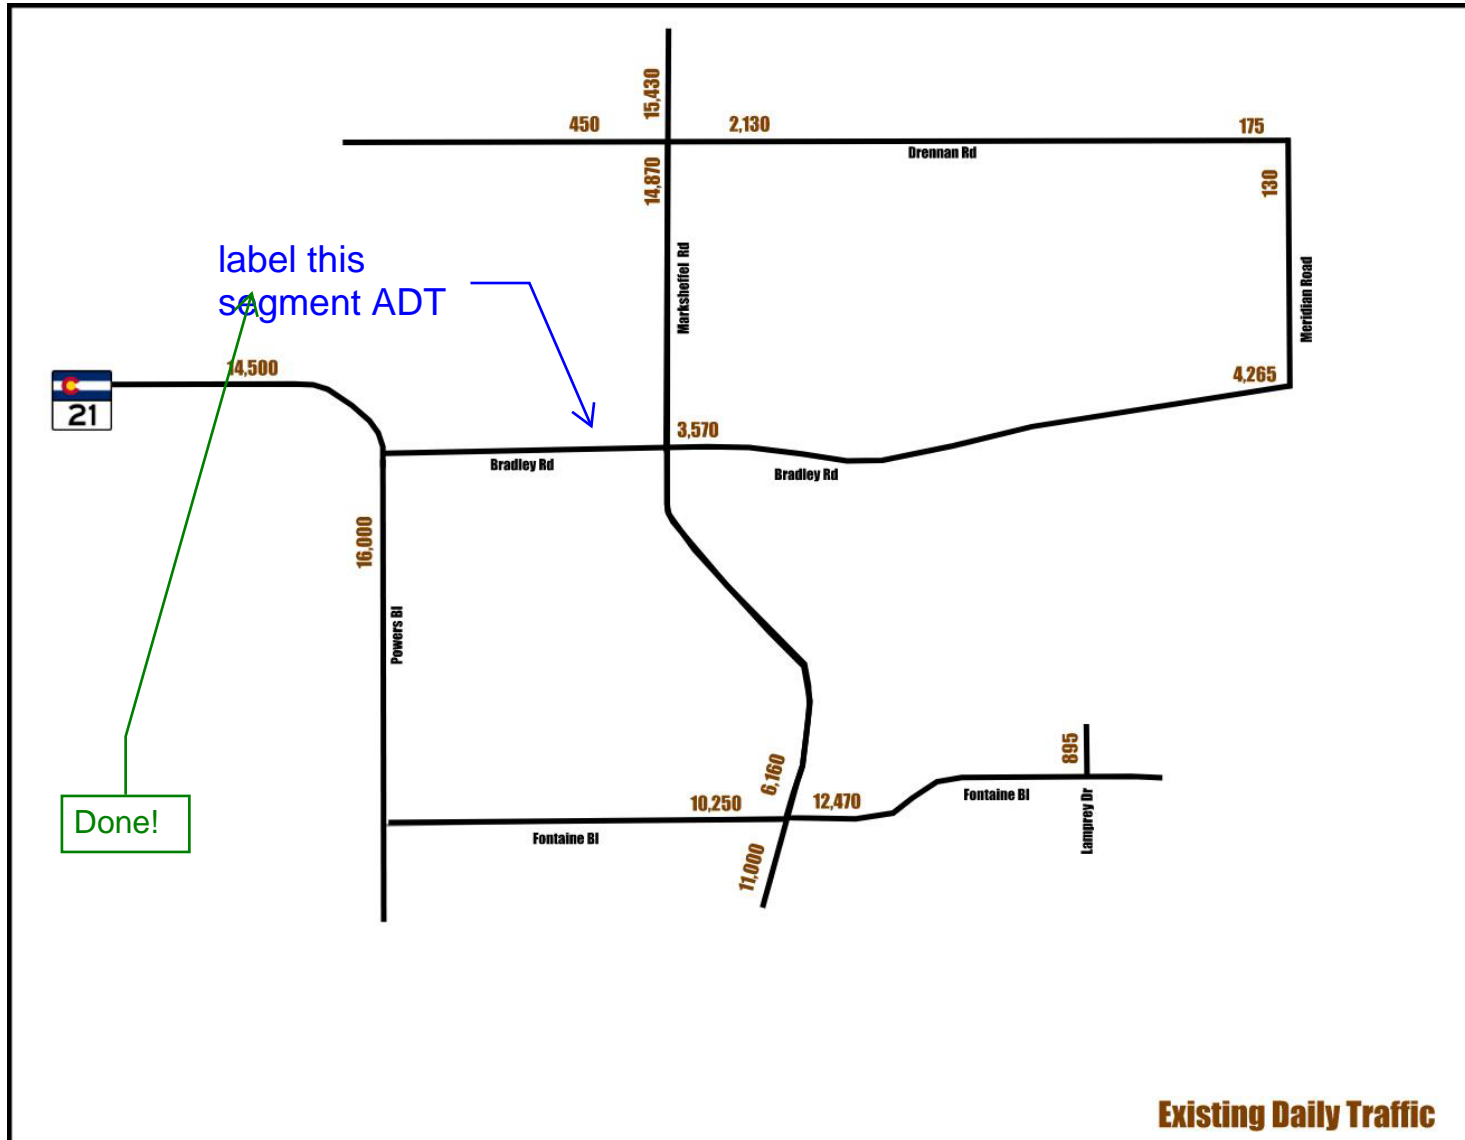 15,430
450
2,130
175
Drennan Rd
14,870
130
label this
segment ADT
Marksheffel Rd
Meridian Road
14,500
21
4,265
3,570
Bradley Rd
Bradley Rd
16,000
Powers Bl
895
6,160
10,250
12,470
Fontaine Bl
Lamprey Dr
Done!
Fontaine Bl
11,000
Existing Daily Traffic